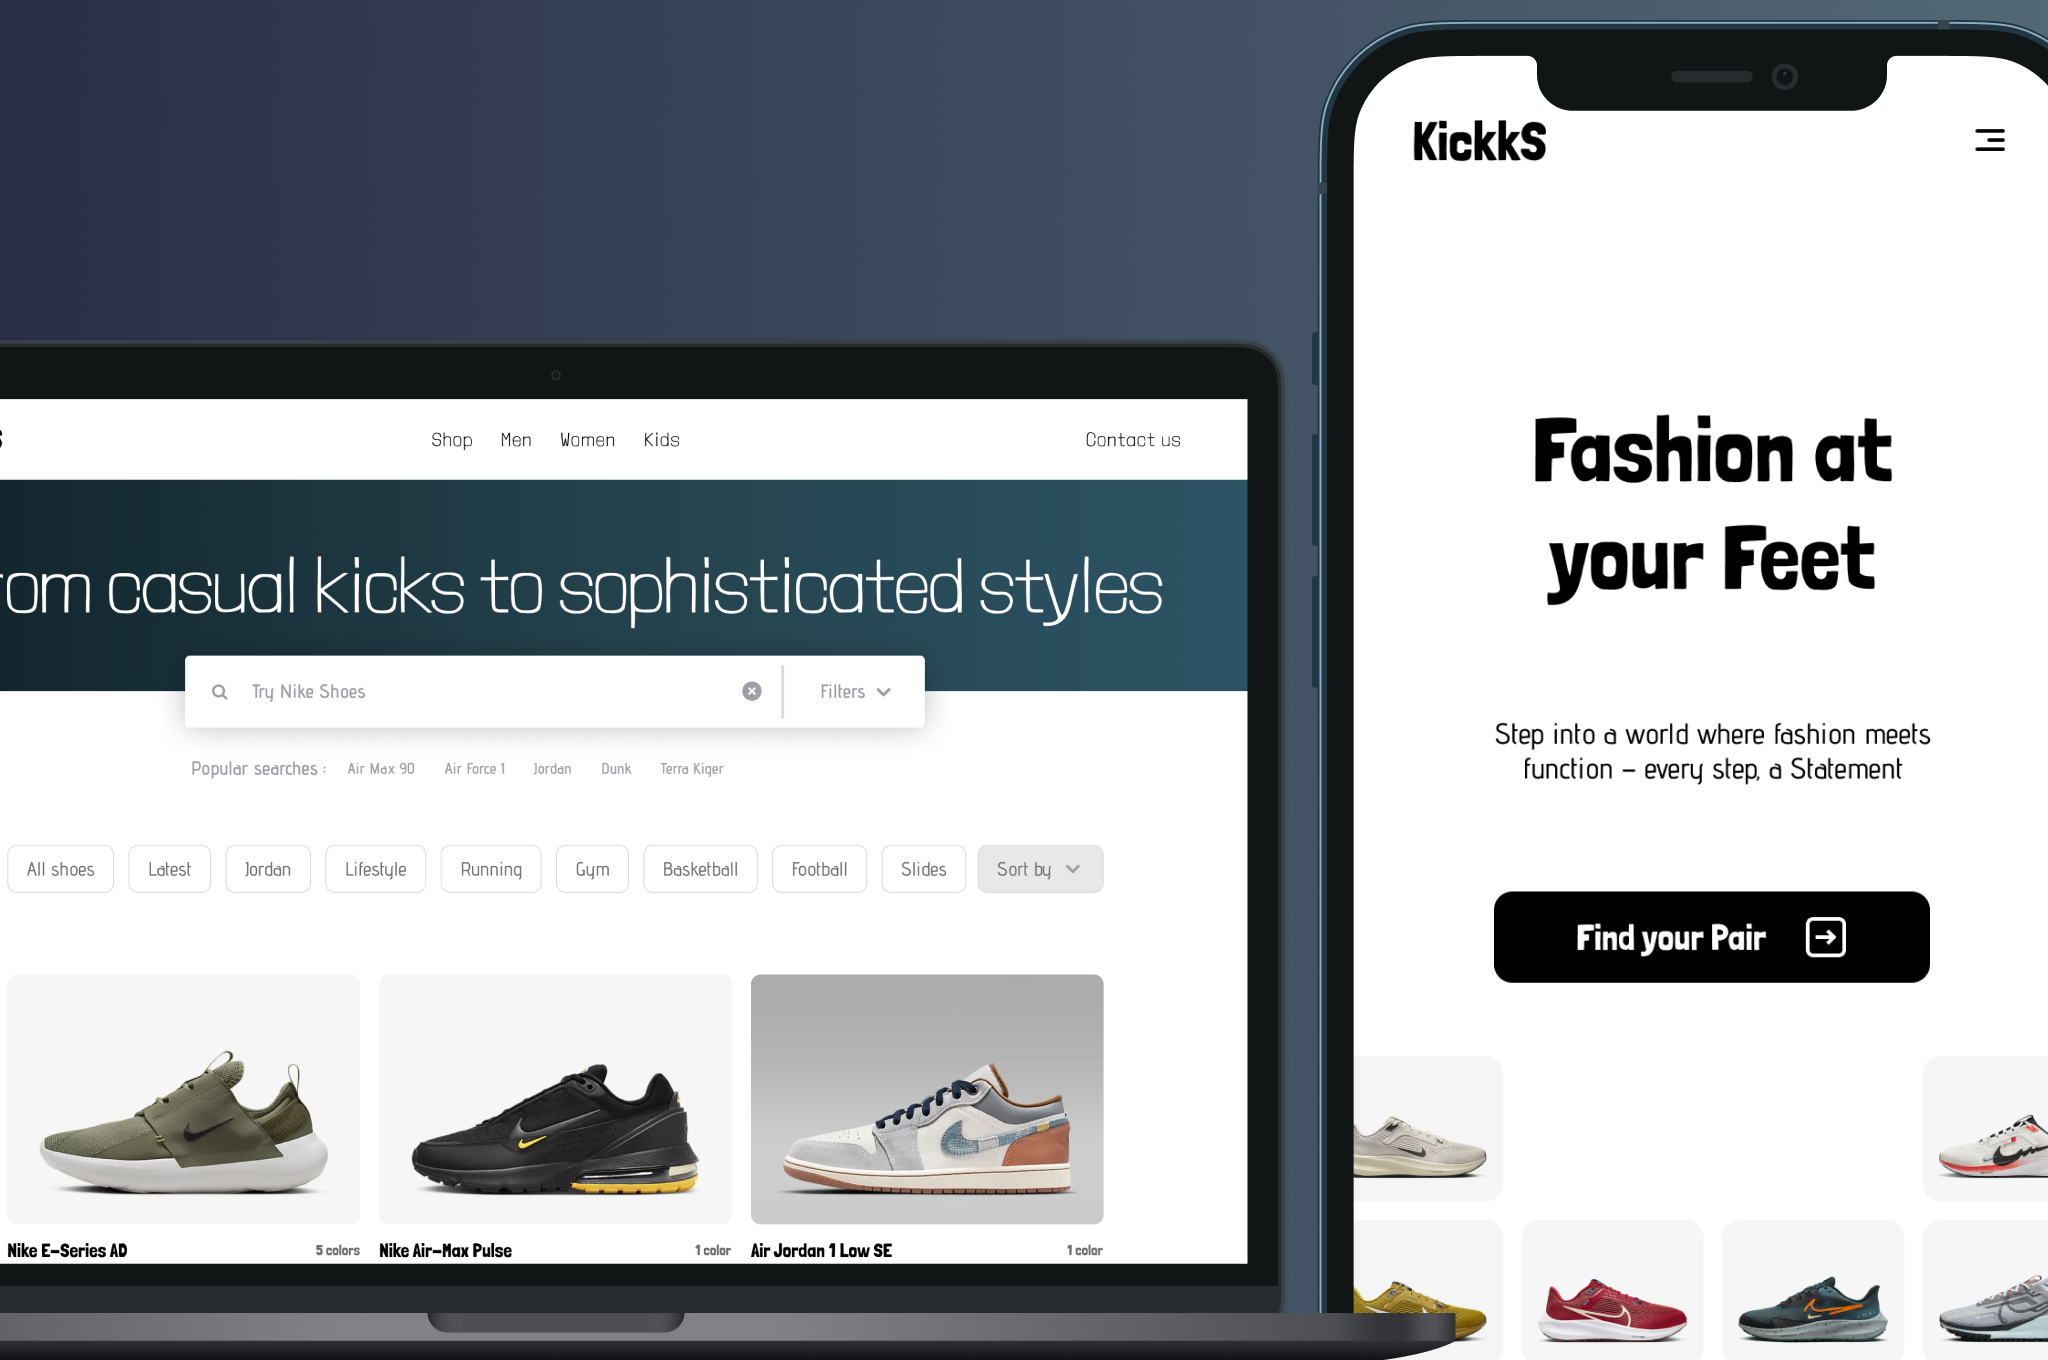 KickkS
Fashion at
your Feet
Step into a world where fashion meets
function – every step, a Statement
Find your Pair
Shop Men Women Kids Contact us
casual kicks to sophisticated styles
Try Nike Shoes Filters
Popular searches : Air Max 90 Air Force 1 Jordan Dunk Terra Kiger
All shoes Latest Jordan Lifestyle Running Gym Basketball Football Slides Sort by
Nike E-Series AD 5 colors Nike Air-Max Pulse 1 color Air Jordan 1 Low SE 1 color